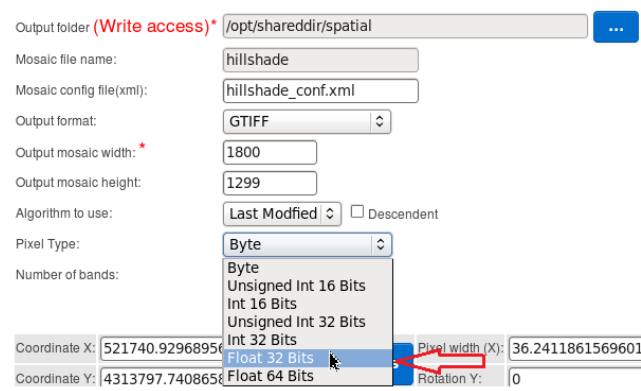 Output folder (Write access)* /opt/shareddir/spatial ...
Mosaic file name: hillshade
Mosaic config file(xml): hillshade_conf.xml
Output format: GTIFF
Output mosaic width: * 1800
Output mosaic height: 1299
Algorithm to use: Last Modfied Descendent
Pixel Type: Byte
Number of bands:
Byte
Unsigned Int 16 Bits
Int 16 Bits
Unsigned Int 32 Bits
Int 32 Bits
Float 32 Bits
Float 64 Bits
Coordinate X: 521740.9296895 Pixel width (X): 36.2411861569601
Coordinate Y: 4313797.740865 Rotation Y: 0